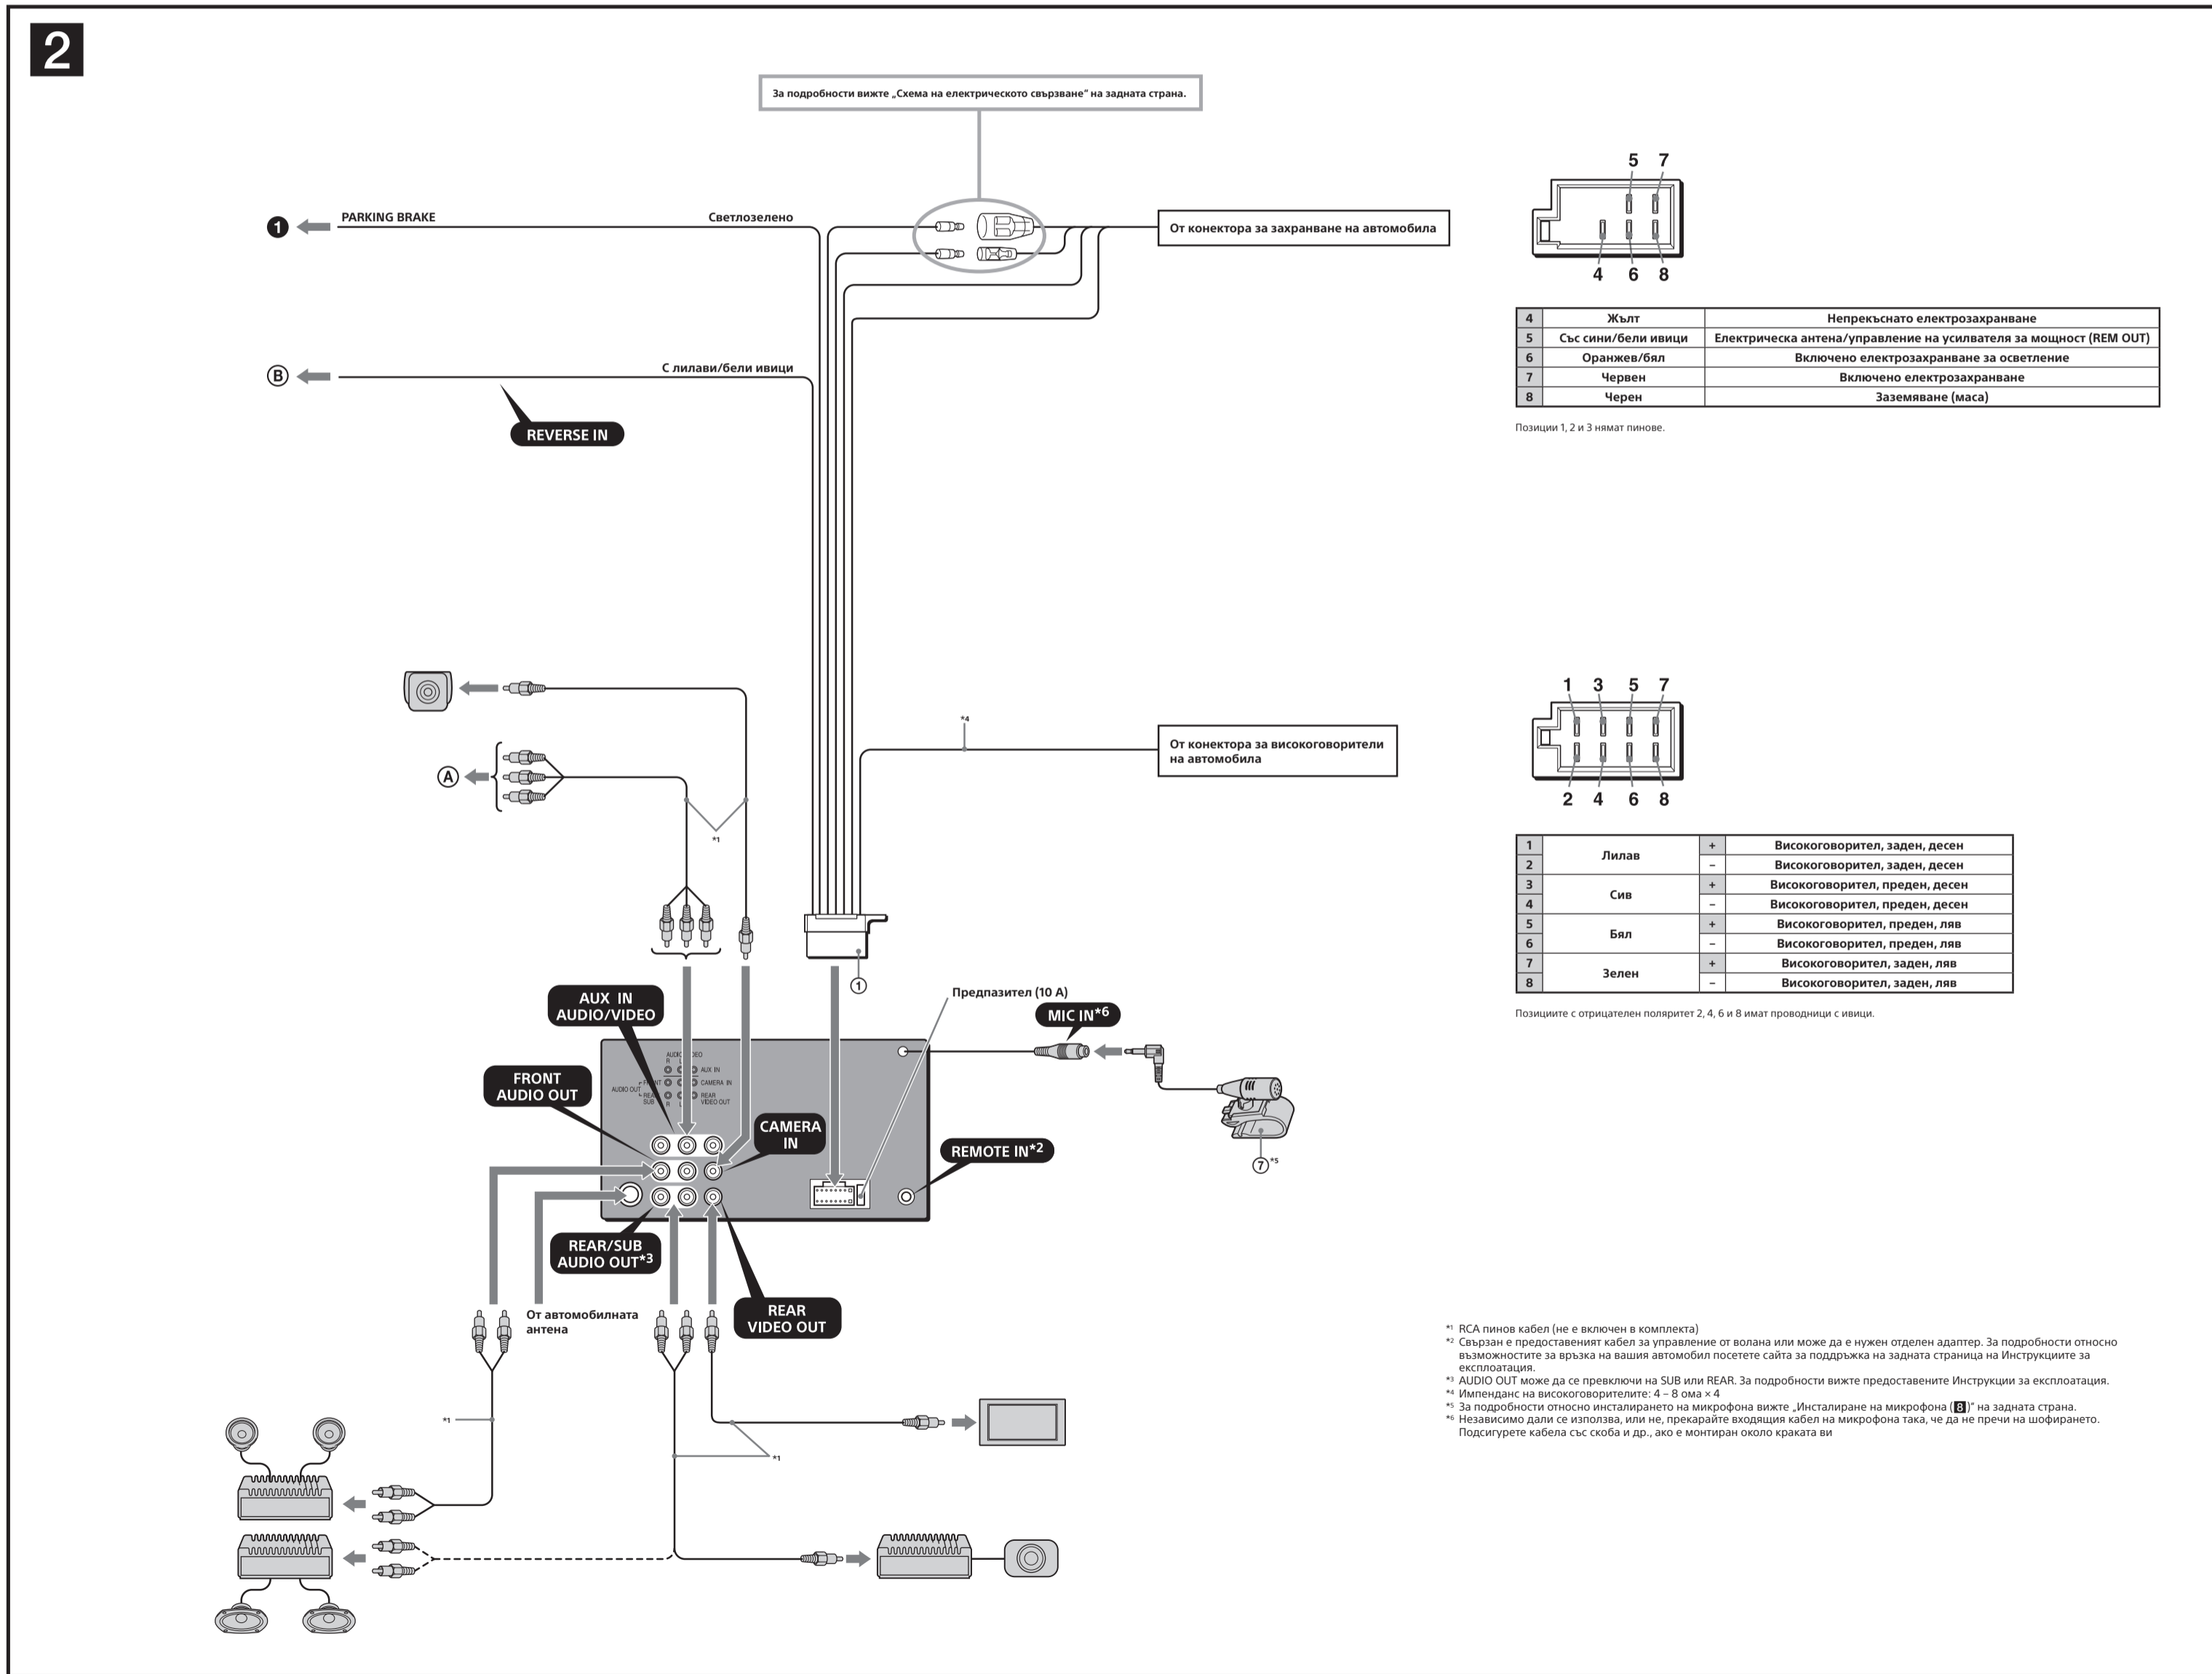 2
За подробности вижте „Схема на електрическото свързване“ на задната страна.
1
PARKING BRAKE
Светлозелено
От конектора за захранване на автомобила
5 7
4 6 8
4 Жълт Непрекъснато електрозахранване
5 Със сини/бели ивици Електрическа антена/управление на усилвателя за мощност (REM OUT)
6 Оранжев/бял Включено електрозахранване за осветление
7 Червен Включено електрозахранване
8 Черен Заземяване (маса)
Позиции 1, 2 и 3 нямат пинове.
B
С лилави/бели ивици
REVERSE IN
*4
От конектора за високоговорители
на автомобила
A
*1
1 3 5 7
2 4 6 8
1 Лилав + Високоговорител, заден, десен
2 – Високоговорител, заден, десен
3 Сив + Високоговорител, преден, десен
4 – Високоговорител, преден, десен
5 Бял + Високоговорител, преден, ляв
6 – Високоговорител, преден, ляв
7 Зелен + Високоговорител, заден, ляв
8 – Високоговорител, заден, ляв
Позициите с отрицателен поляритет 2, 4, 6 и 8 имат проводници с ивици.
1
Предпазител (10 A)
AUX IN
AUDIO/VIDEO
MIC IN*6
R
AUX IN
FRONT
AUDIO OUT
AUDIO OUT
CAMERA IN
REAR
SUB R
VIDEO OUT
CAMERA
IN
REMOTE IN*2
7 *5
REAR/SUB
AUDIO OUT*3
REAR
VIDEO OUT
От автомобилната
антена
*1
*1
*1 RCA пинов кабел (не е включен в комплекта)
*2 Свързан е предоставеният кабел за управление от волана или може да е нужен отделен адаптер. За подробности относно
възможностите за връзка на вашия автомобил посетете сайта за поддръжка на задната страница на Инструкциите за
експлоатация.
*3 AUDIO OUT може да се превключи на SUB или REAR. За подробности вижте предоставените Инструкции за експлоатация.
*4 Импенданс на високоговорителите: 4 – 8 ома × 4
*5 За подробности относно инсталирането на микрофона вижте „Инсталиране на микрофона (8)“ на задната страна.
*6 Независимо дали се използва, или не, прекарайте входящия кабел на микрофона така, че да не пречи на шофирането.
Подсигурете кабела със скоба и др., ако е монтиран около краката ви